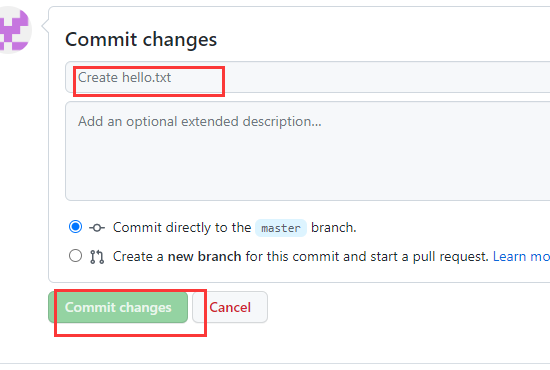 Commit changes
Create hello.txt
Add an optional extended description...
Commit directly to the master branch.
Create a new branch for this commit and start a pull request. Learn mo
Commit changes Cancel